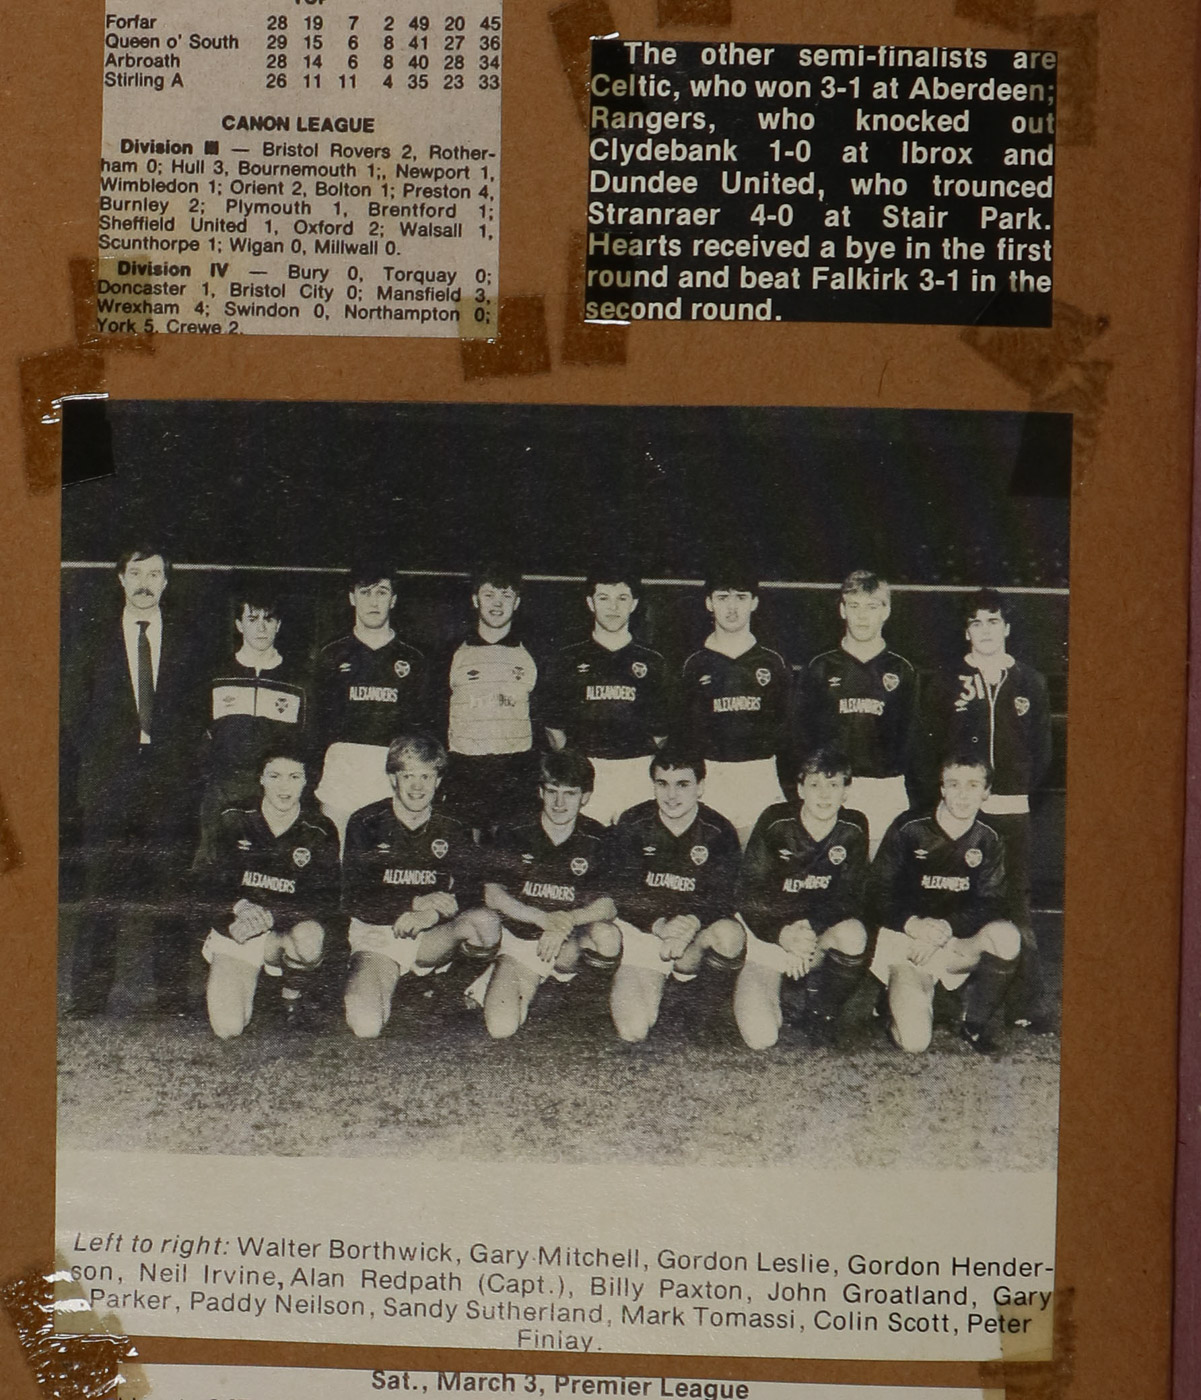 TOP
Forfar 28 19 7 2 49 20 45
Queen o' South 29 15 6 8 41 27 36
Arbroath 28 14 6 8 40 28 34
Stirling A 26 11 11 4 35 23 33
CANON LEAGUE
Division III — Bristol Rovers 2, Rother-
ham 0; Hull 3, Bournemouth 1;, Newport 1,
Wimbledon 1; Orient 2, Bolton 1; Preston 4,
Burnley 2; Plymouth 1, Brentford 1;
Sheffield United 1, Oxford 2; Walsall 1,
Scunthorpe 1; Wigan 0, Millwall 0.
Division IV — Bury 0, Torquay 0;
Doncaster 1, Bristol City 0; Mansfield 3,
Wrexham 4; Swindon 0, Northampton 0;
York 5, Crewe 2.
The other semi-finalists are
Celtic, who won 3-1 at Aberdeen;
Rangers, who knocked out
Clydebank 1-0 at Ibrox and
Dundee United, who trounced
Stranraer 4-0 at Stair Park.
Hearts received a bye in the first
round and beat Falkirk 3-1 in the
second round.
ALEXANDERS
ALEXANDERS
ALEXANDERS
ALEXANDERS
ALEXANDERS
ALEXANDERS
ALEXANDERS
ALEXANDERS
ALEXANDERS
ALEXANDERS
Left to right: Walter Borthwick, Gary Mitchell, Gordon Leslie, Gordon Hender-
son, Neil Irvine, Alan Redpath (Capt.), Billy Paxton, John Groatland, Gary
Parker, Paddy Neilson, Sandy Sutherland, Mark Tomassi, Colin Scott, Peter
Finlay.
Sat., March 3, Premier League